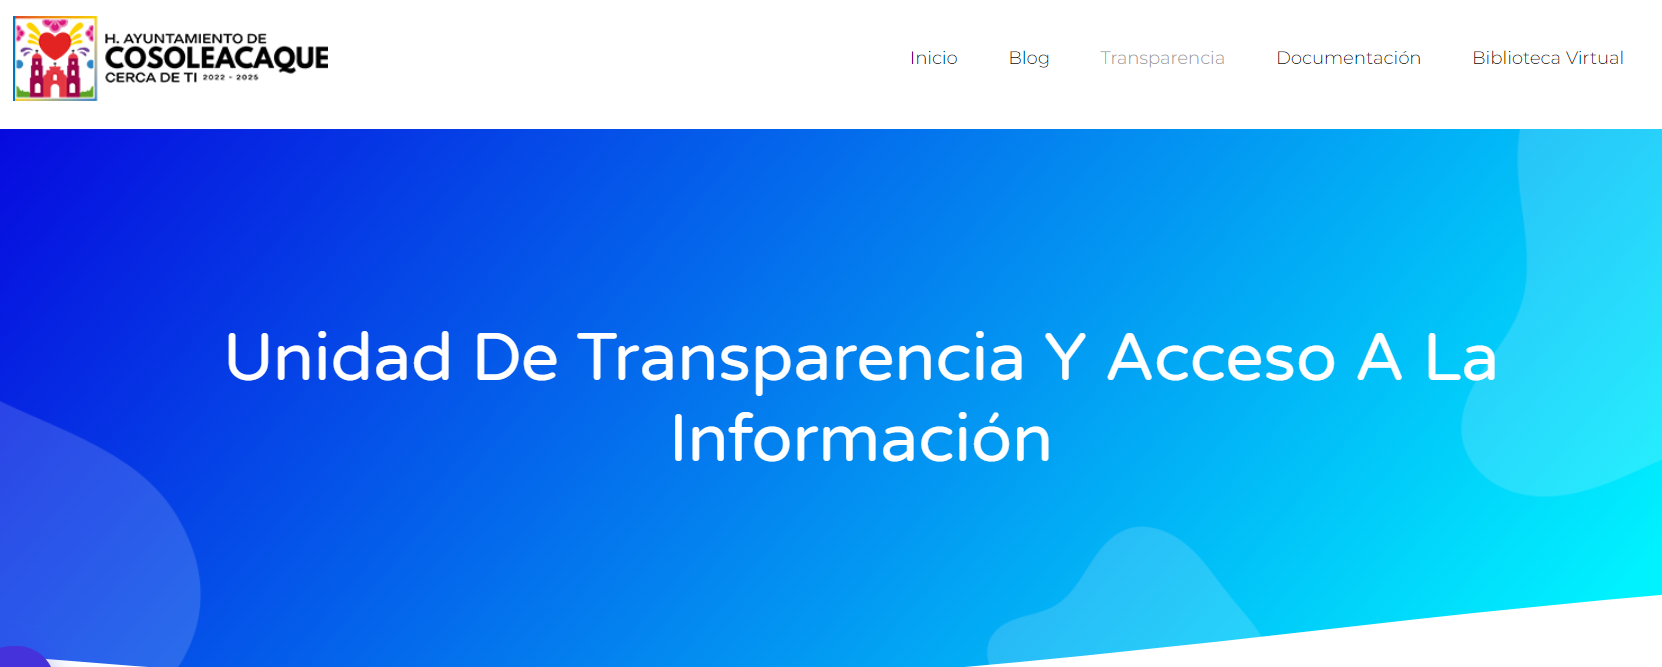 H. AYUNTAMIENTO DE
COSOLEACAQUE
CERCA DE TI 2022 - 2025
Inicio
Blog
Transparencia
Documentación
Biblioteca Virtual
Unidad De Transparencia Y Acceso A La
Información